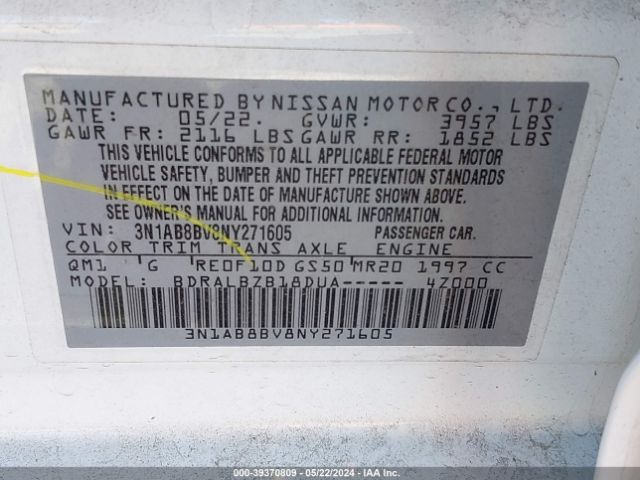 MANUFACTURED BY NISSAN MOTOR CO., LTD.
DATE: 05/22. GVWR: 3957 LBS
GAWR FR: 2116 LBS GAWR RR: 1852 LBS
THIS VEHICLE CONFORMS TO ALL APPLICABLE FEDERAL MOTOR
VEHICLE SAFETY, BUMPER AND THEFT PREVENTION STANDARDS
IN EFFECT ON THE DATE OF MANUFACTURE SHOWN ABOVE.
SEE OWNER'S MANUAL FOR ADDITIONAL INFORMATION.
VIN: 3N1AB8BV8NY271605 PASSENGER CAR.
COLOR TRIM TRANS AXLE ENGINE
QM1 G RE0F10D GS50 MR20 1997 CC
MODEL: BDRALBZB18DUA----- 4Z000
3N1AB8BV8NY271605
000-39370809 - 05/22/2024 - IAA Inc.